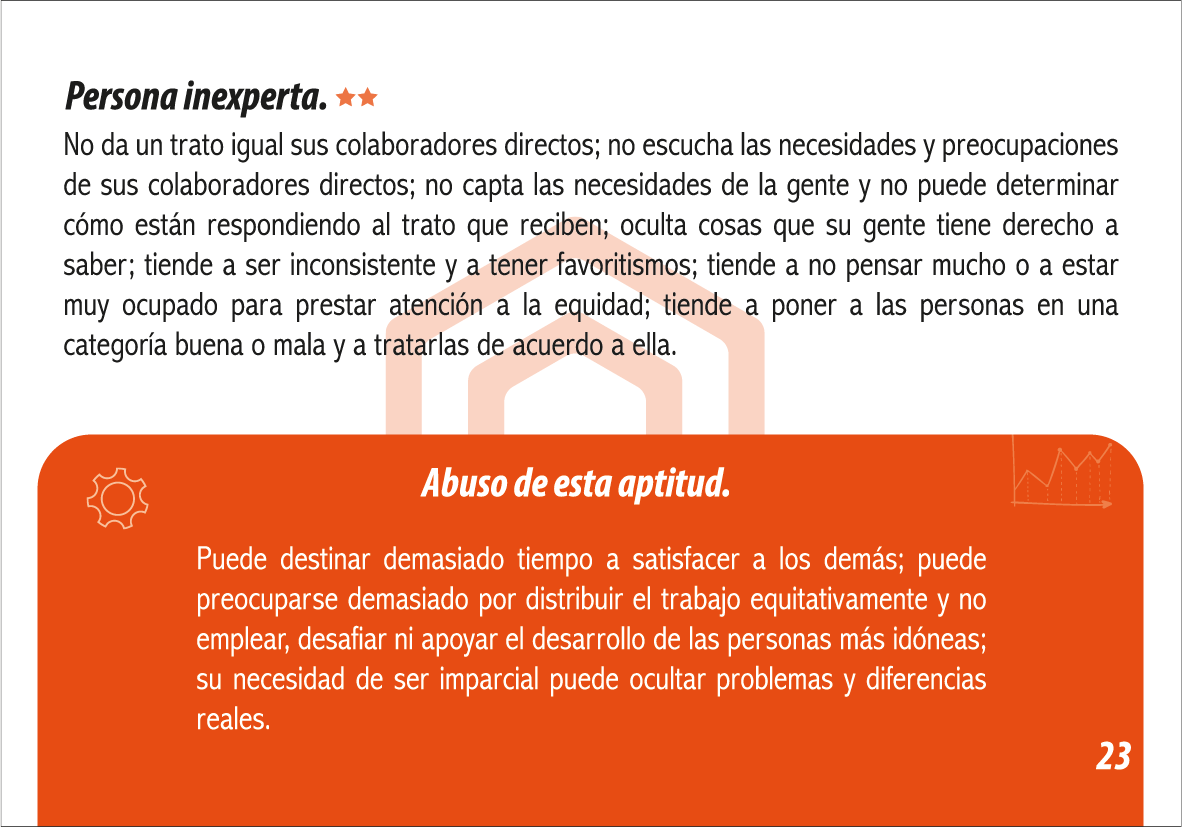 Persona inexperta.
No da un trato igual sus colaboradores directos; no escucha las necesidades y preocupaciones
de sus colaboradores directos; no capta las necesidades de la gente y no puede determinar
cómo están respondiendo al trato que reciben; oculta cosas que su gente tiene derecho a
saber; tiende a ser inconsistente y a tener favoritismos; tiende a no pensar mucho o a estar
muy ocupado para prestar atención a la equidad; tiende a poner a las personas en una
categoría buena o mala y a tratarlas de acuerdo a ella.
Abuso de esta aptitud.
Puede destinar demasiado tiempo a satisfacer a los demás; puede
preocuparse demasiado por distribuir el trabajo equitativamente y no
emplear, desafiar ni apoyar el desarrollo de las personas más idóneas;
su necesidad de ser imparcial puede ocultar problemas y diferencias
reales.
23